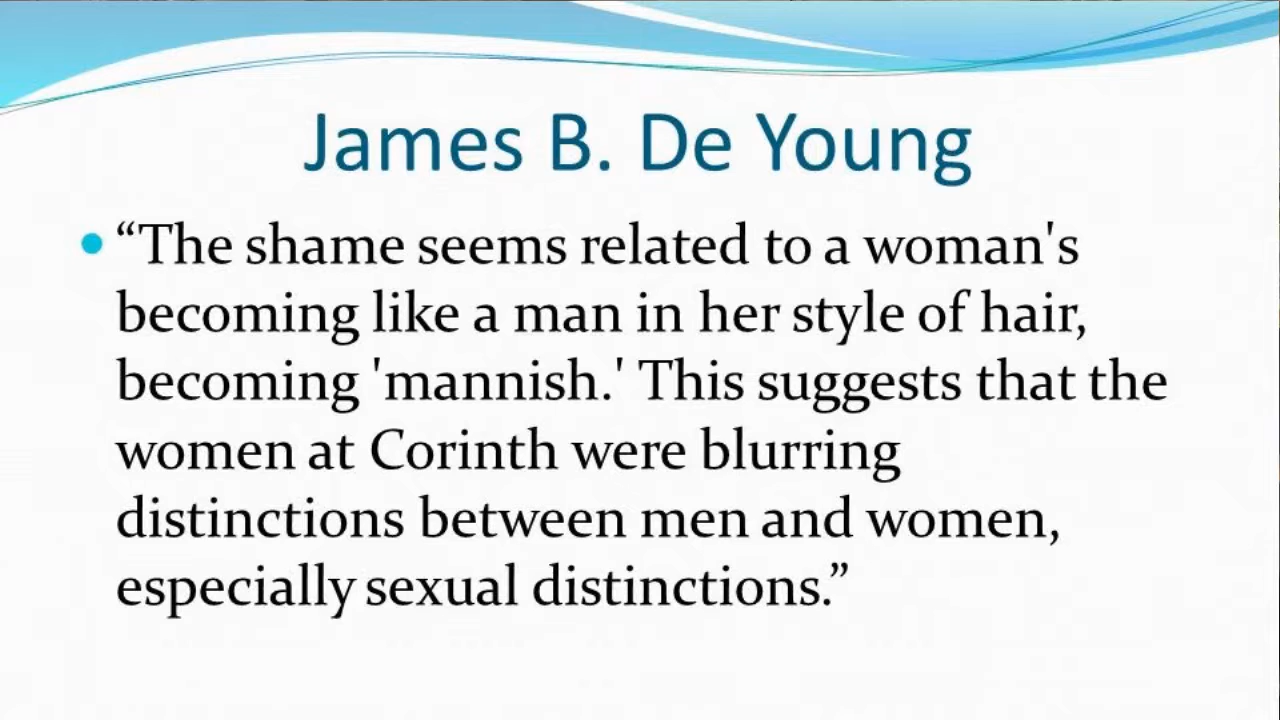 James B. De Young
• “The shame seems related to a woman's
becoming like a man in her style of hair,
becoming 'mannish.' This suggests that the
women at Corinth were blurring
distinctions between men and women,
especially sexual distinctions.”